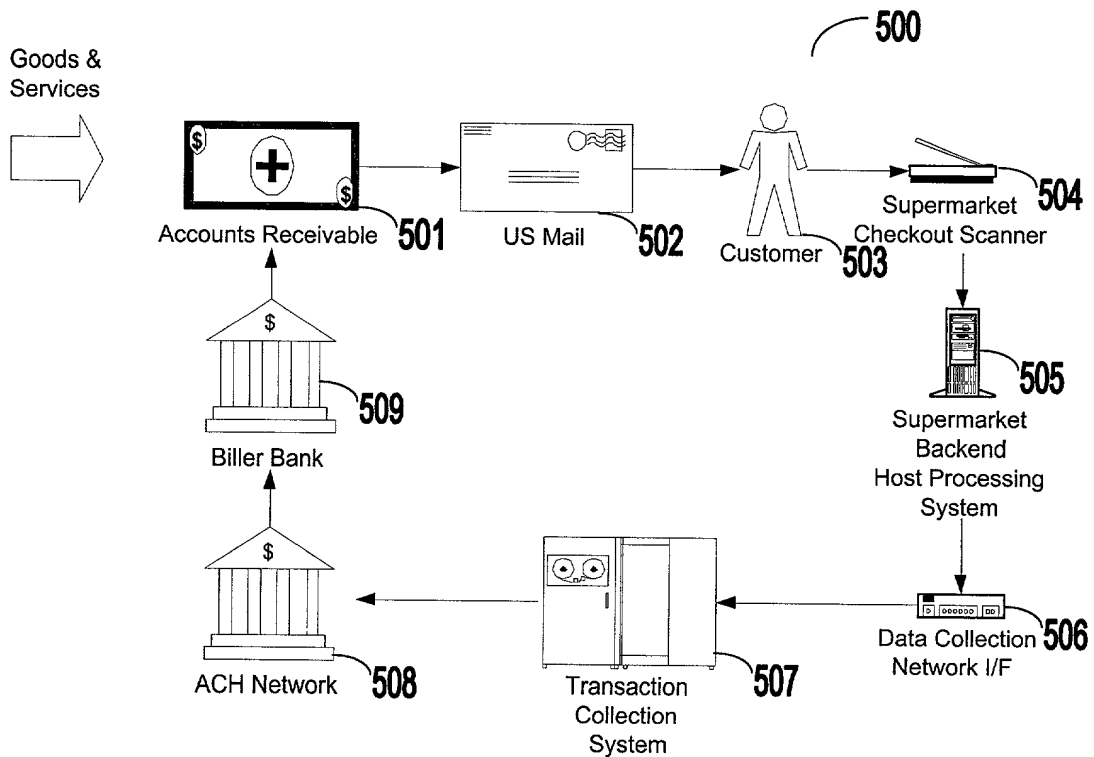 500
Goods &
Services
$
$
Accounts Receivable
501
US Mail
502
Customer
503
504
Supermarket
Checkout Scanner
505
Supermarket
Backend
Host Processing
System
$
509
Biller Bank
$
508
ACH Network
507
Transaction
Collection
System
506
Data Collection
Network I/F